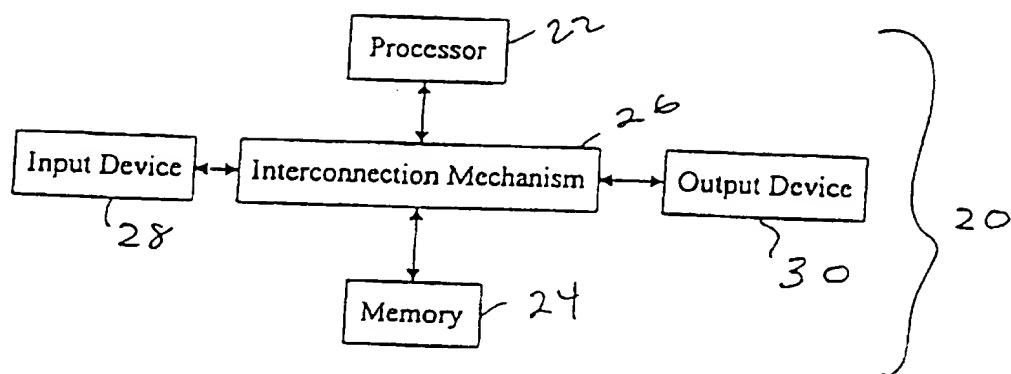 Processor
22
26
Input Device
Interconnection Mechanism
Output Device
28
30
20
Memory
24